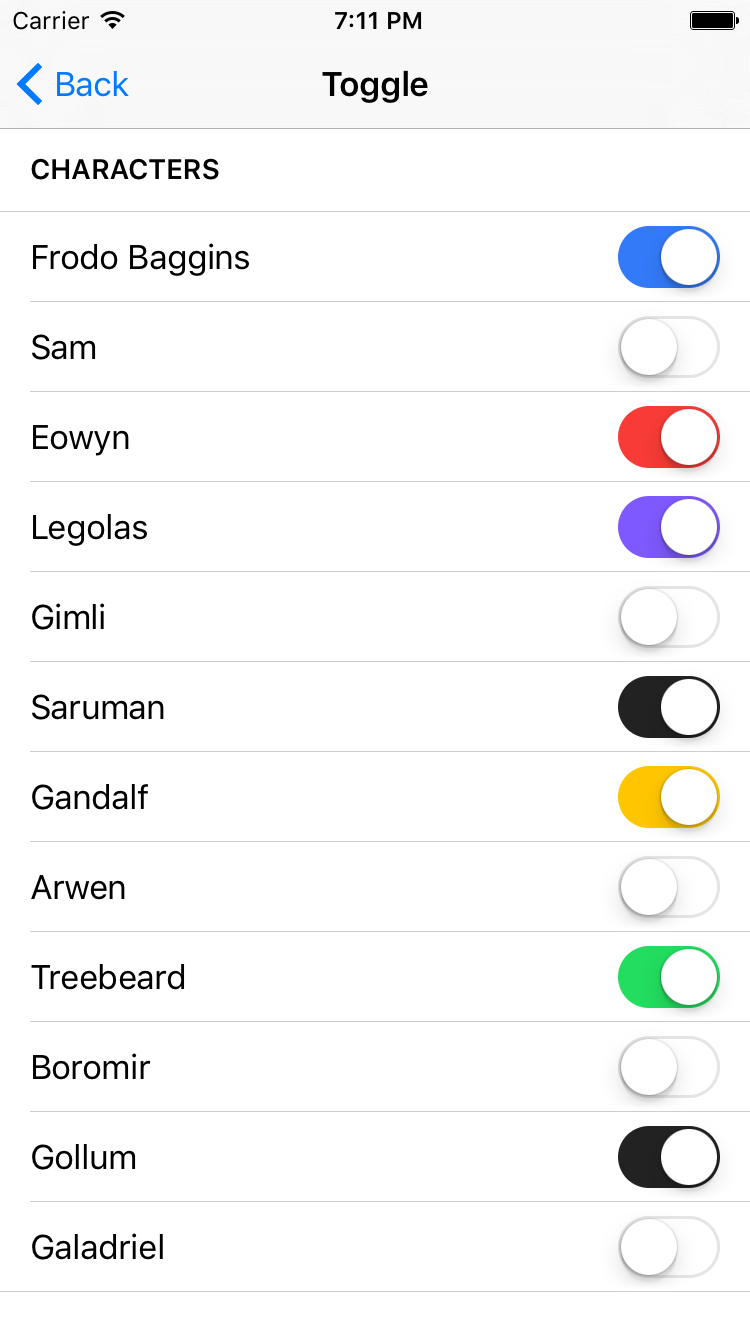 Carrier 7:11 PM
Back Toggle
CHARACTERS
Frodo Baggins
Sam
Eowyn
Legolas
Gimli
Saruman
Gandalf
Arwen
Treebeard
Boromir
Gollum
Galadriel